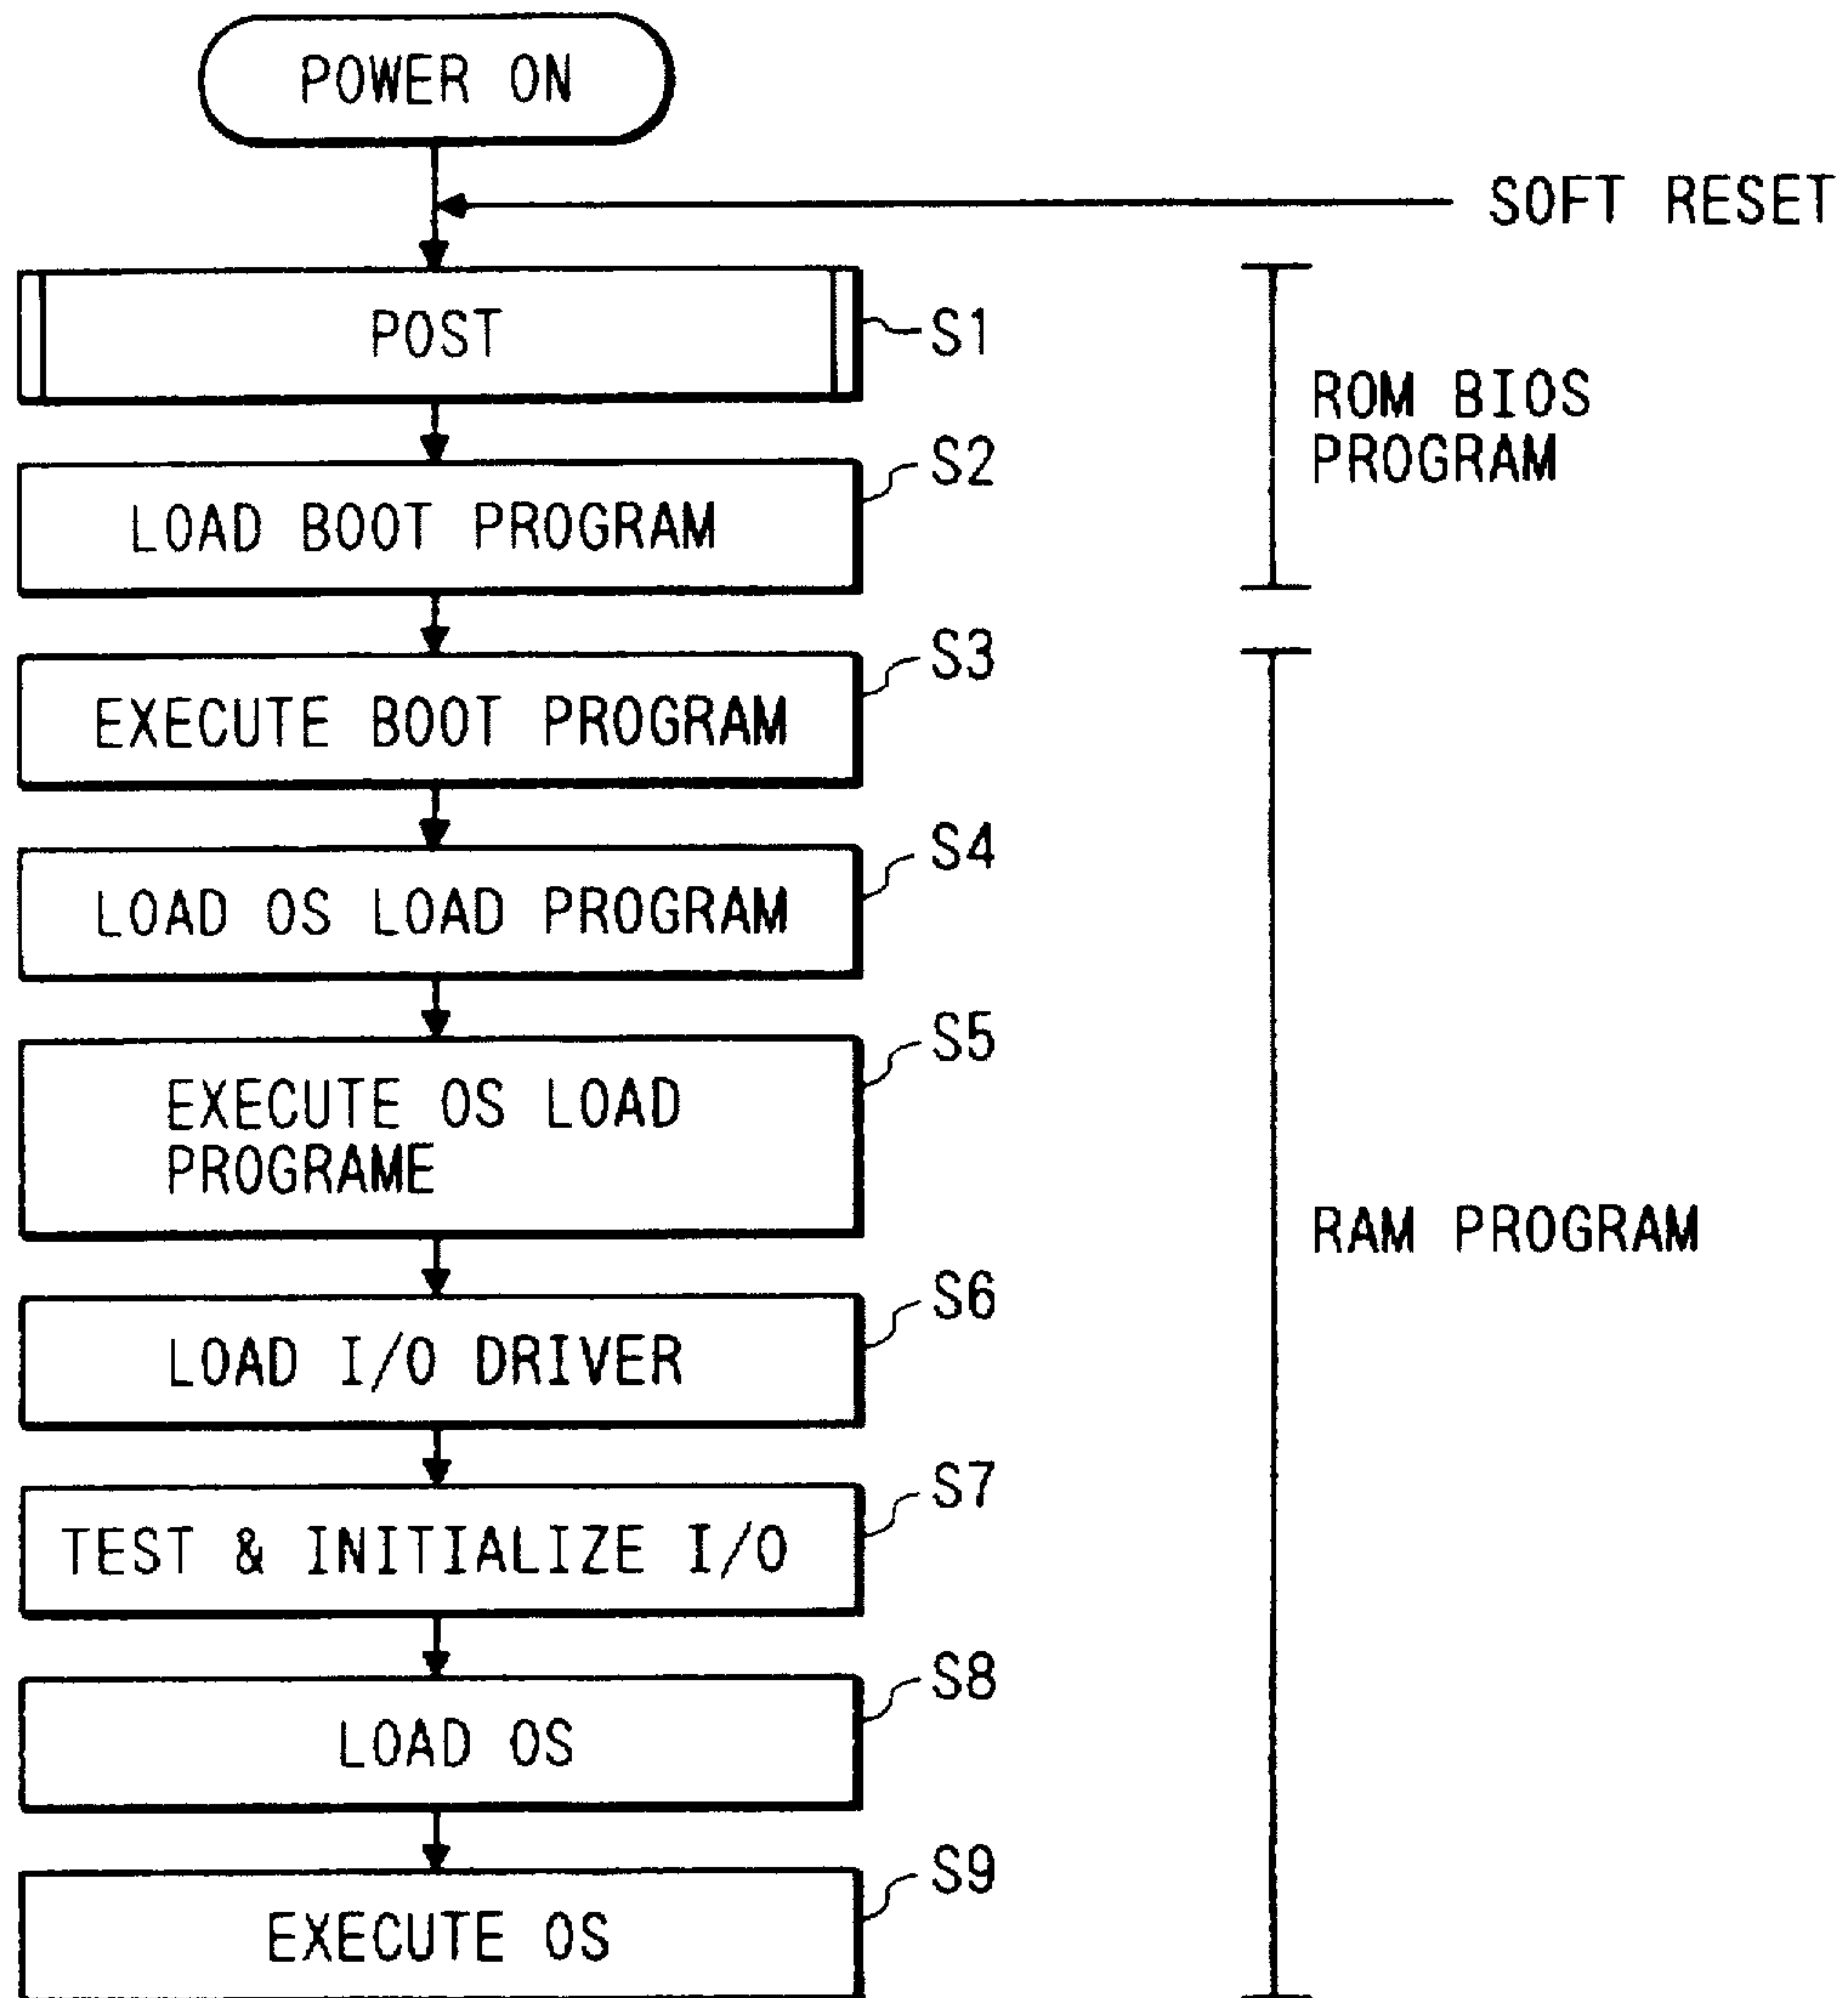 POWER ON
SOFT RESET
POST
S1
ROM BIOS
PROGRAM
S2
LOAD BOOT PROGRAM
S3
EXECUTE BOOT PROGRAM
S4
LOAD OS LOAD PROGRAM
S5
EXECUTE OS LOAD
PROGRAME
RAM PROGRAM
S6
LOAD I/O DRIVER
S7
TEST & INITIALIZE I/O
S8
LOAD OS
S9
EXECUTE OS